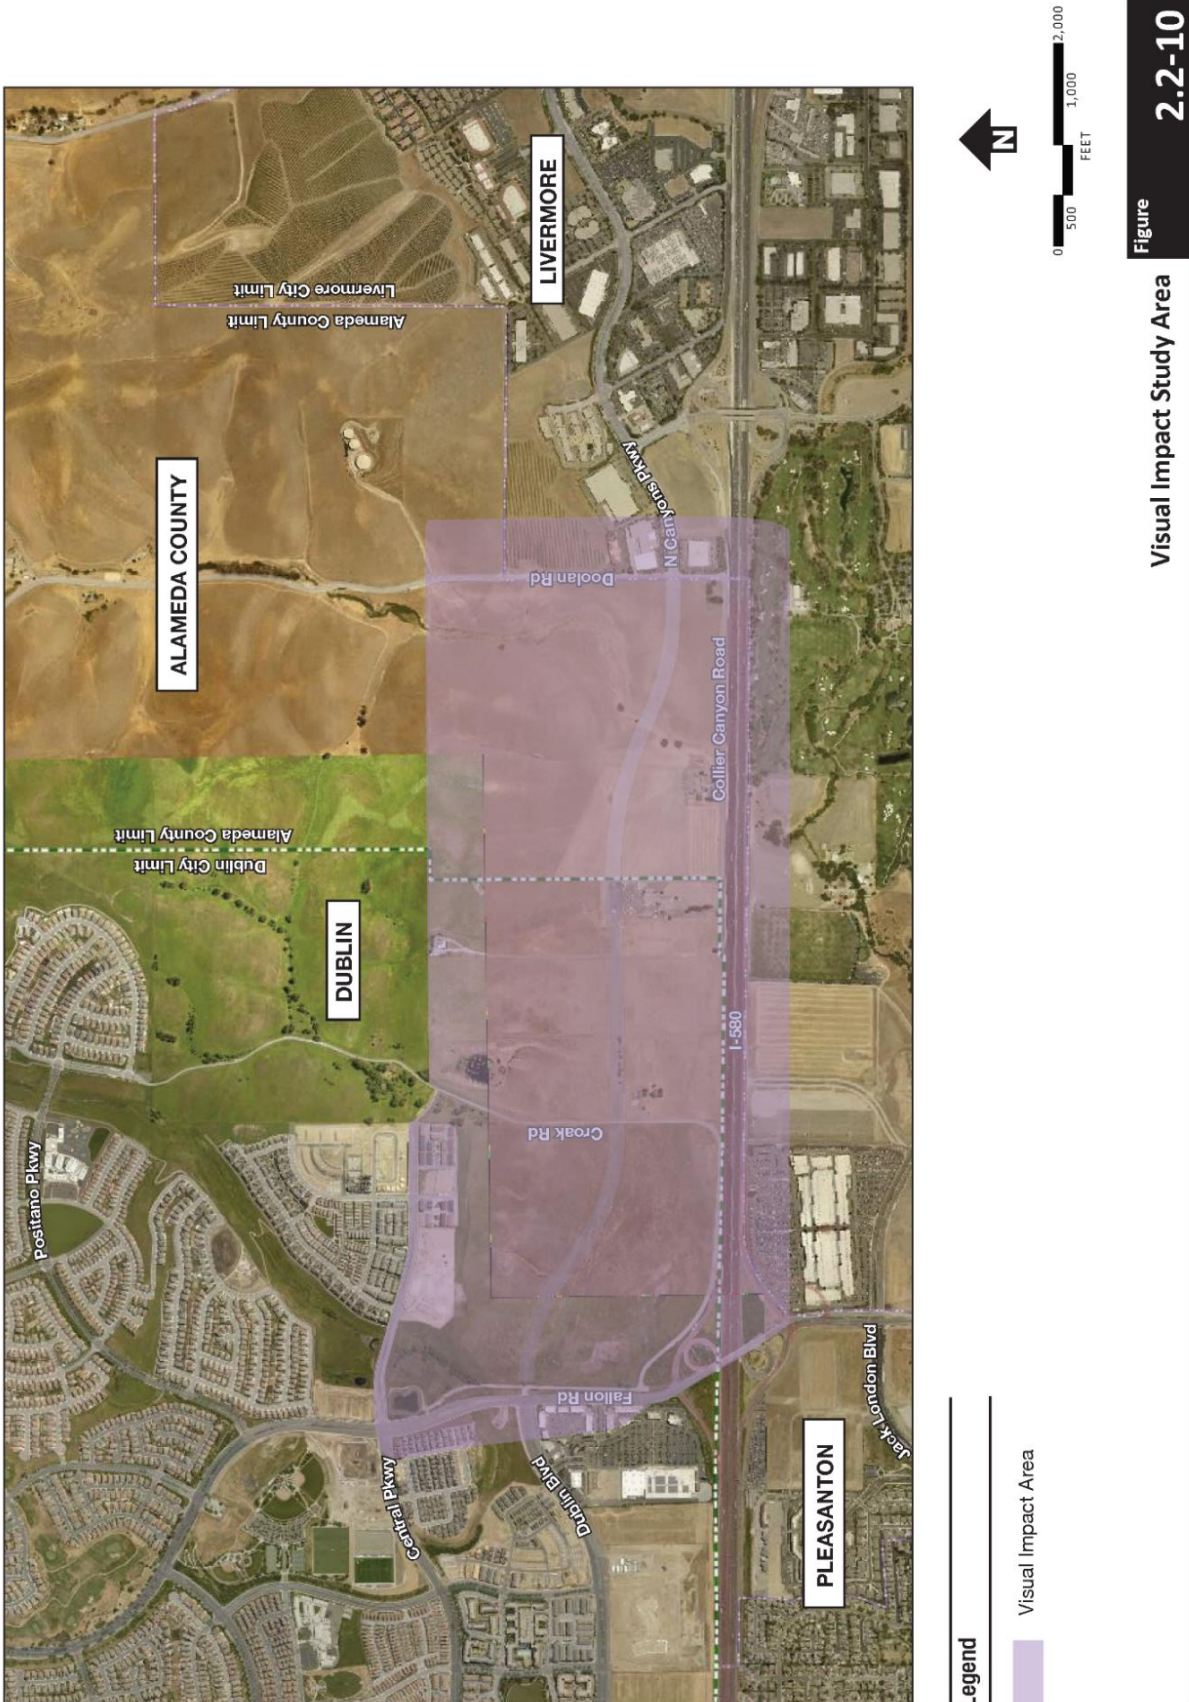 Positano Pkwy
Dublin City Limit
Alameda County Limit
ALAMEDA COUNTY
Alameda County Limit
Livermore City Limit
DUBLIN
Central Pkwy
Dublin Blvd
Fallon Rd
Croak Rd
Doolan Rd
N Canyons Pkwy
LIVERMORE
Collier Canyon Road
I-580
PLEASANTON
Jack London Blvd
Legend
Visual Impact Area
N
0
500
1,000
2,000
FEET
Figure
2.2-10
Visual Impact Study Area